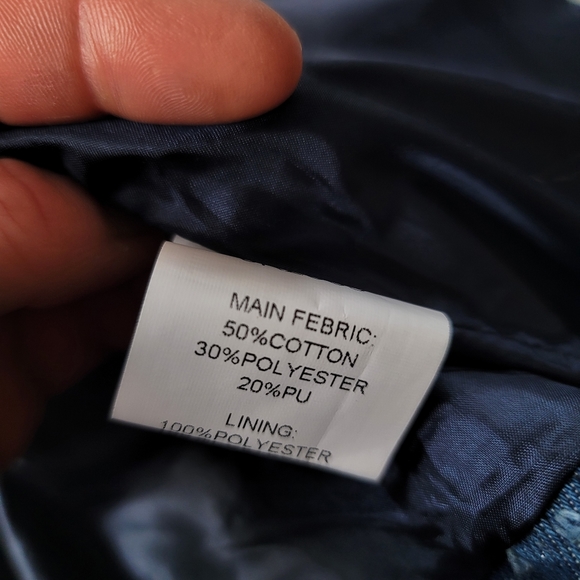 MAIN FEBRIC:
50%COTTON
30%POLYESTER
20%PU
LINING:
100%POLYESTER